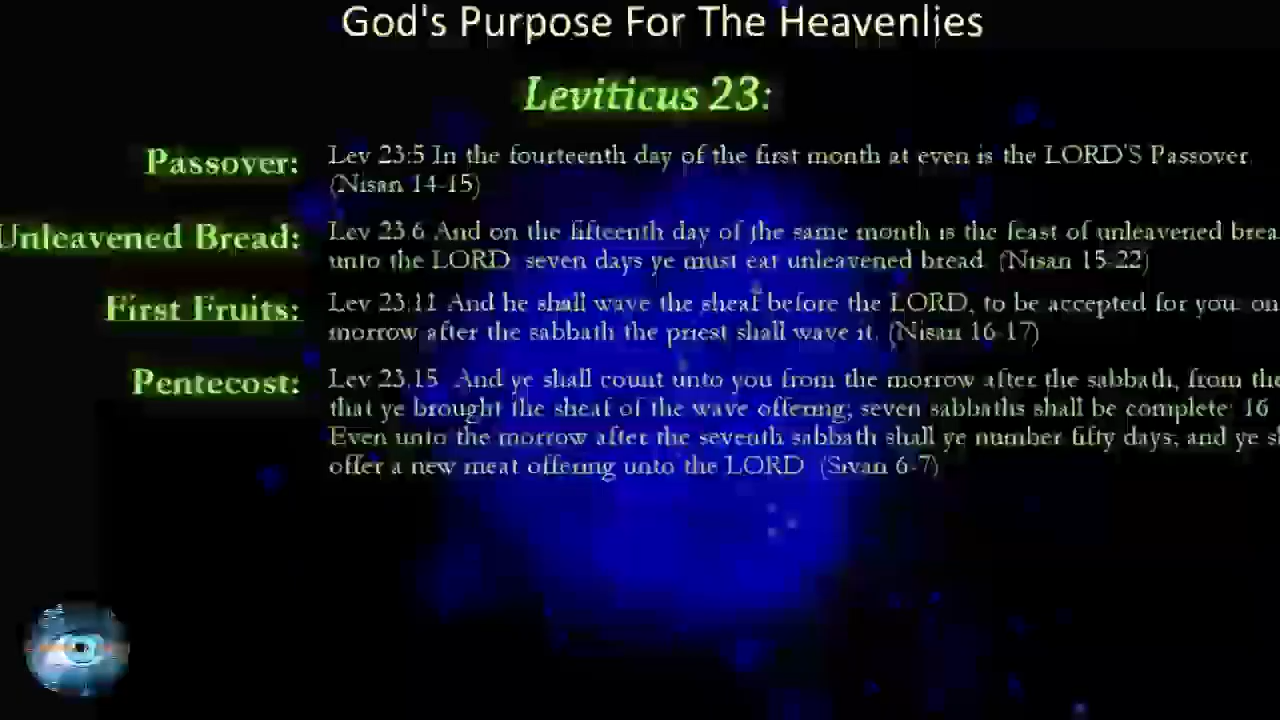 God's Purpose For The Heavenlies
Leviticus 23:
Passover: Lev 23:5 In the fourteenth day of the first month at even is the LORD'S Passover.
(Nisan 14-15)
Unleavened Bread: Lev 23:6 And on the fifteenth day of the same month is the feast of unleavened brea
unto the LORD: seven days ye must eat unleavened bread. (Nisan 15-22)
First Fruits: Lev 23:11 And he shall wave the sheaf before the LORD, to be accepted for you: on
morrow after the sabbath the priest shall wave it. (Nisan 16-17)
Pentecost: Lev 23:15 And ye shall count unto you from the morrow after the sabbath, from the
that ye brought the sheaf of the wave offering; seven sabbaths shall be complete: 16
Even unto the morrow after the seventh sabbath shall ye number fifty days; and ye s
offer a new meat offering unto the LORD. (Sivan 6-7)